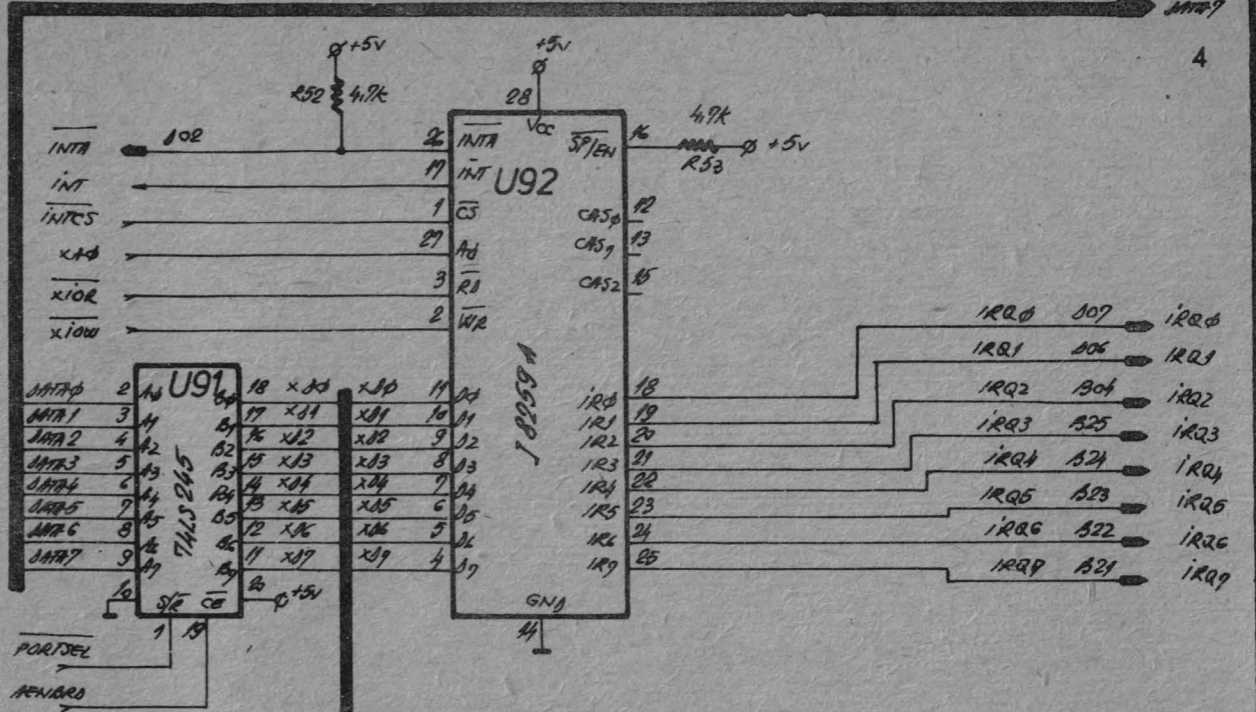 DATA7
4
+5V
+5V
R52 4,7K
28
Vcc
4,7K
R53
+5V
INTA
D02
26 INTA
SP/EN 16
INT
17 INT
U92
INTCS
1 CS
CAS0 12
XA0
27 A0
CAS1 13
XIOR
3 RD
CAS2 15
XIOW
2 WR
I8259A
IRQ0 D07 IRQ0
IRQ1 D06 IRQ1
IRQ2 B04 IRQ2
IRQ3 B25 IRQ3
IRQ4 B24 IRQ4
IRQ5 B23 IRQ5
IRQ6 B22 IRQ6
IRQ7 B21 IRQ7
U91
74LS245
DATA0 2 A0 B0 18 XD0 XD0 11 D0
DATA1 3 A1 B1 17 XD1 XD1 10 D1
DATA2 4 A2 B2 16 XD2 XD2 9 D2
DATA3 5 A3 B3 15 XD3 XD3 8 D3
DATA4 6 A4 B4 14 XD4 XD4 7 D4
DATA5 7 A5 B5 13 XD5 XD5 6 D5
DATA6 8 A6 B6 12 XD6 XD6 5 D6
DATA7 9 A7 B7 11 XD7 XD7 4 D7
IR0 18
IR1 19
IR2 20
IR3 21
IR4 22
IR5 23
IR6 24
IR7 25
10
20 +5V
S/R CE
1 19
GND
14
PORTSEL
AENBRD